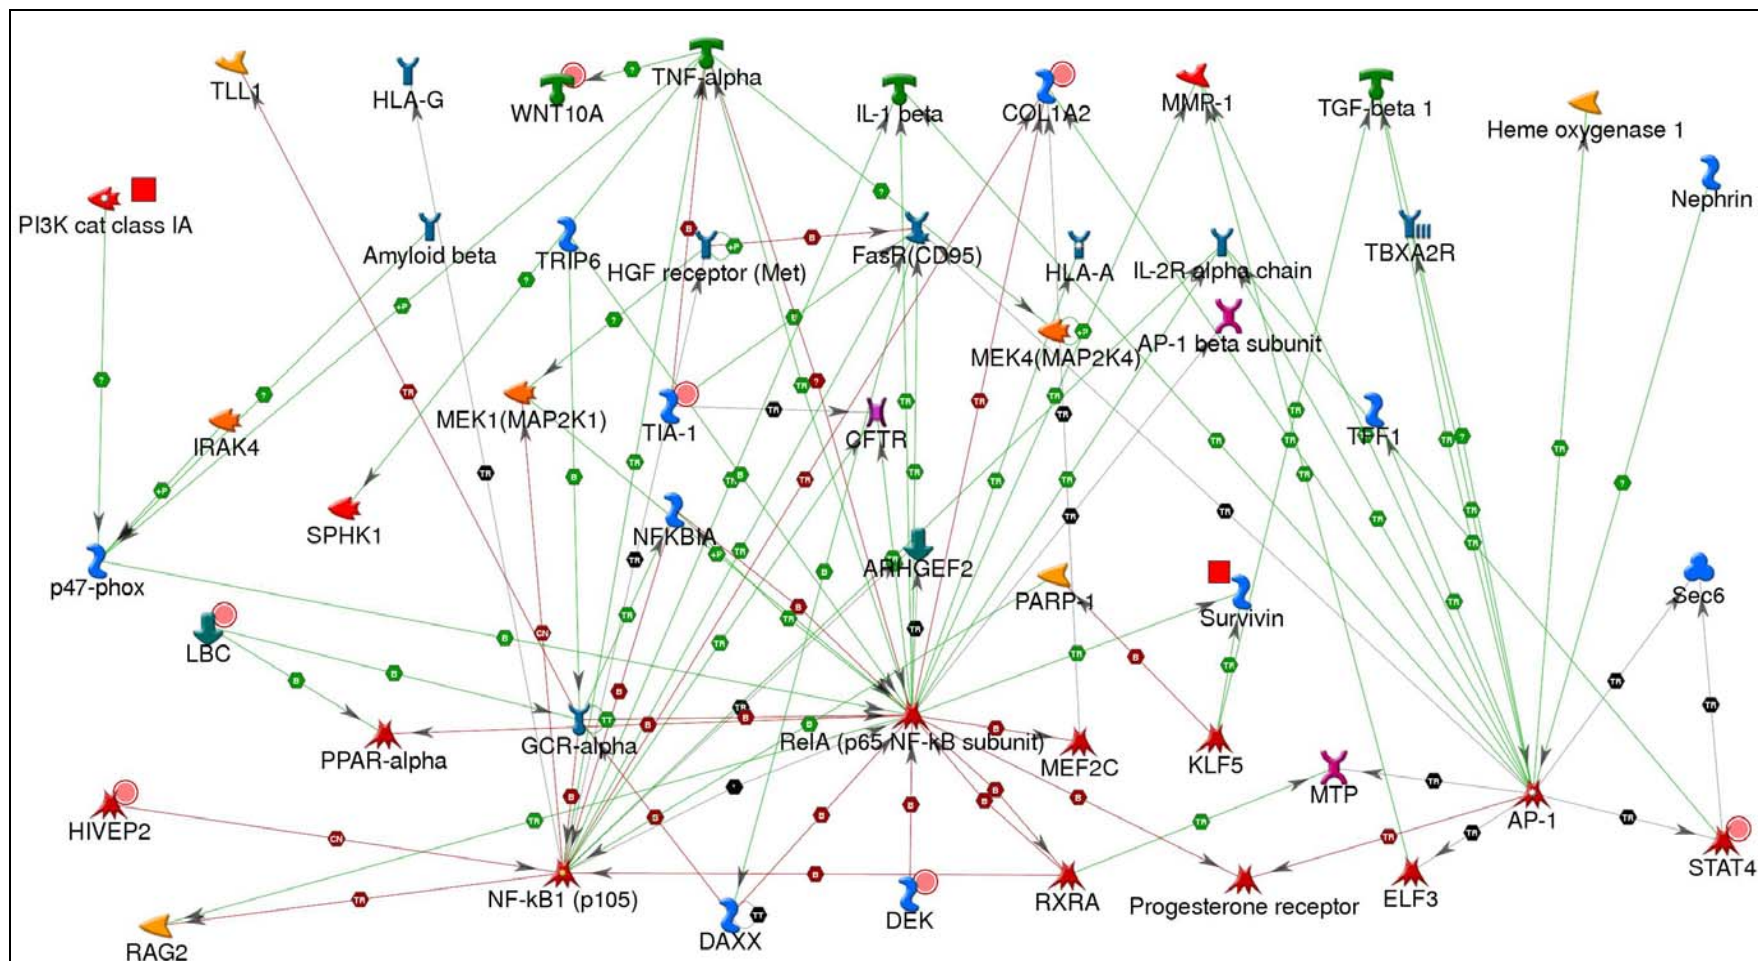 TLL1
HLA-G
WNT10A
TNF-alpha
IL-1 beta
COL1A2
MMP-1
TGF-beta 1
Heme oxygenase 1
Nephrin
PI3K cat class IA
Amyloid beta
TRIP6
HGF receptor (Met)
FasR(CD95)
HLA-A
IL-2R alpha chain
TBXA2R
MEK4(MAP2K4)
AP-1 beta subunit
IRAK4
MEK1(MAP2K1)
TIA-1
CFTR
SPHK1
NFKBIA
ARHGEF2
p47-phox
PARP-1
Survivin
Sec6
LBC
PPAR-alpha
GCR-alpha
RelA (p65 NF-kB subunit)
MEF2C
KLF5
MTP
AP-1
HIVEP2
STAT4
NF-kB1 (p105)
RXRA
Progesterone receptor
ELF3
DEK
DAXX
RAG2